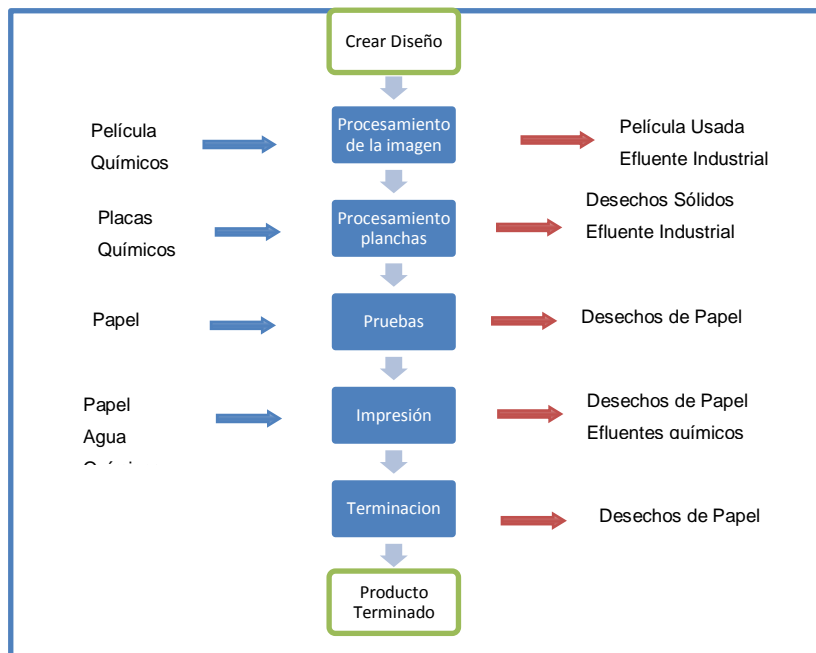 Crear Diseño
Película
Químicos
Procesamiento
de la imagen
Película Usada
Efluente Industrial
Placas
Químicos
Procesamiento
planchas
Desechos Sólidos
Efluente Industrial
Papel
Pruebas
Desechos de Papel
Papel
Agua
Impresión
Desechos de Papel
Efluentes químicos
Terminacion
Desechos de Papel
Producto
Terminado